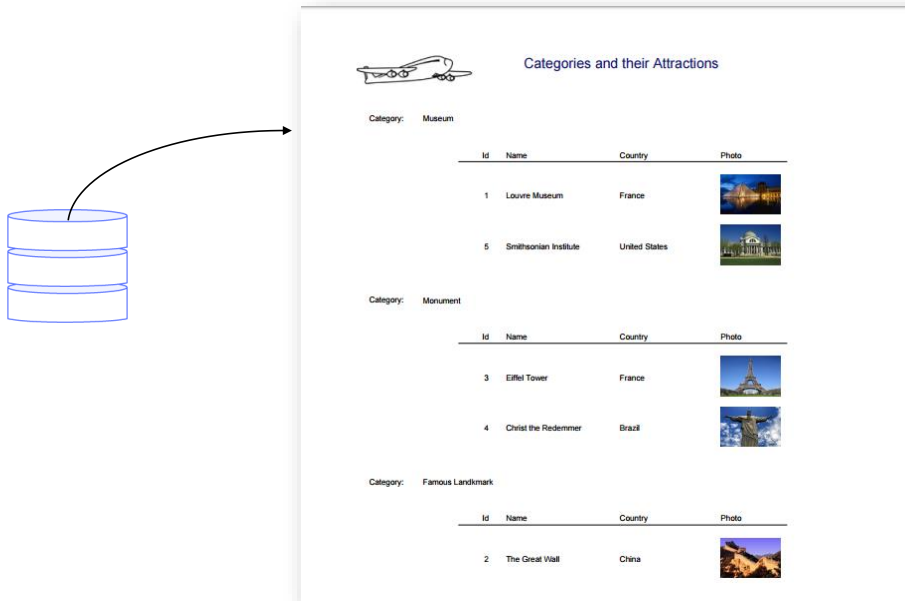 Categories and their Attractions
Category: Museum
Id Name Country Photo
1 Louvre Museum France
5 Smithsonian Institute United States
Category: Monument
Id Name Country Photo
3 Eiffel Tower France
4 Christ the Redemmer Brazil
Category: Famous Landkmark
Id Name Country Photo
2 The Great Wall China